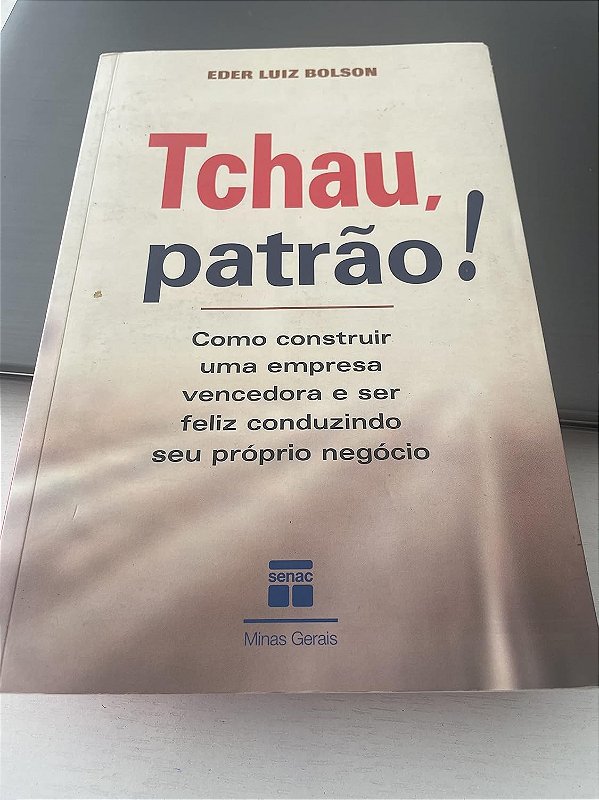 EDER LUIZ BOLSON
Tchau,
patrão!
Como construir
uma empresa
vencedora e ser
feliz conduzindo
seu próprio negócio
senac
Minas Gerais